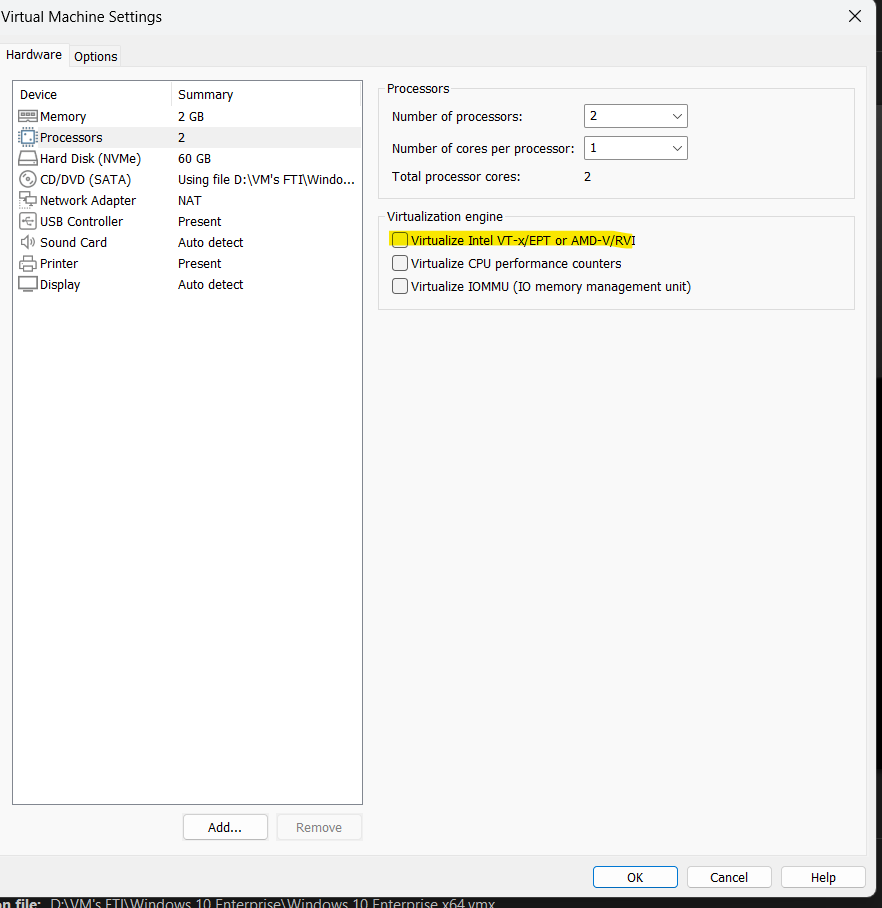 Virtual Machine Settings
Hardware Options
Device Summary
Memory 2 GB
Processors 2
Hard Disk (NVMe) 60 GB
CD/DVD (SATA) Using file D:\VM's FTI\Windo...
Network Adapter NAT
USB Controller Present
Sound Card Auto detect
Printer Present
Display Auto detect
Add... Remove
Processors
Number of processors: 2
Number of cores per processor: 1
Total processor cores: 2
Virtualization engine
Virtualize Intel VT-x/EPT or AMD-V/RVI
Virtualize CPU performance counters
Virtualize IOMMU (IO memory management unit)
OK Cancel Help
on file: D:\VM's FTI\Windows 10 Enterprise\Windows 10 Enterprise x64.vmx